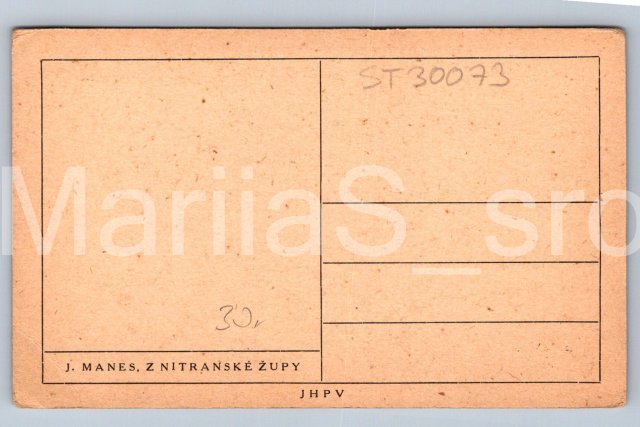 ST30073
MariiaS_sro
30,
J. MANES, Z NITRANSKÉ ŽUPY
JHPV